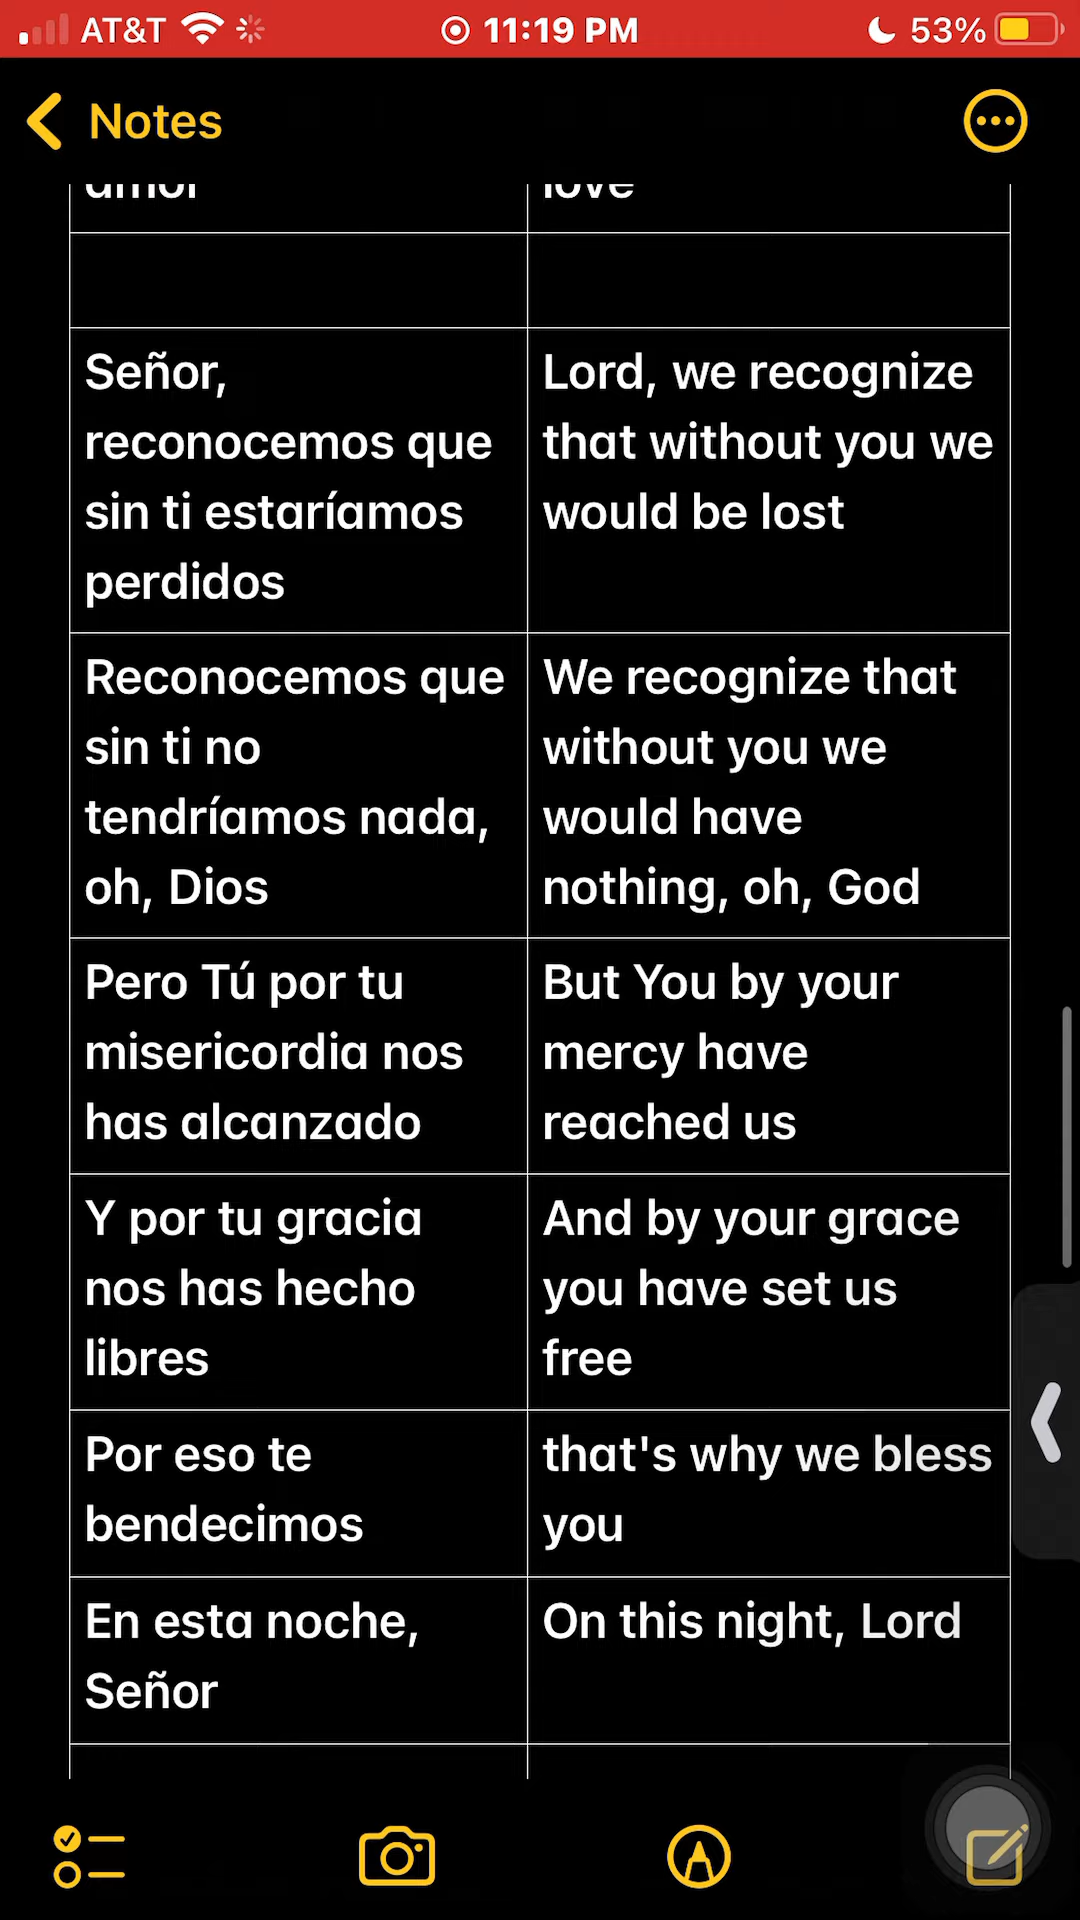 AT&T 11:19 PM 53%
Notes
amor
love
Señor,
reconocemos que
sin ti estaríamos
perdidos
Lord, we recognize
that without you we
would be lost
Reconocemos que
sin ti no
tendríamos nada,
oh, Dios
We recognize that
without you we
would have
nothing, oh, God
Pero Tú por tu
misericordia nos
has alcanzado
But You by your
mercy have
reached us
Y por tu gracia
nos has hecho
libres
And by your grace
you have set us
free
Por eso te
bendecimos
that's why we bless
you
En esta noche,
Señor
On this night, Lord